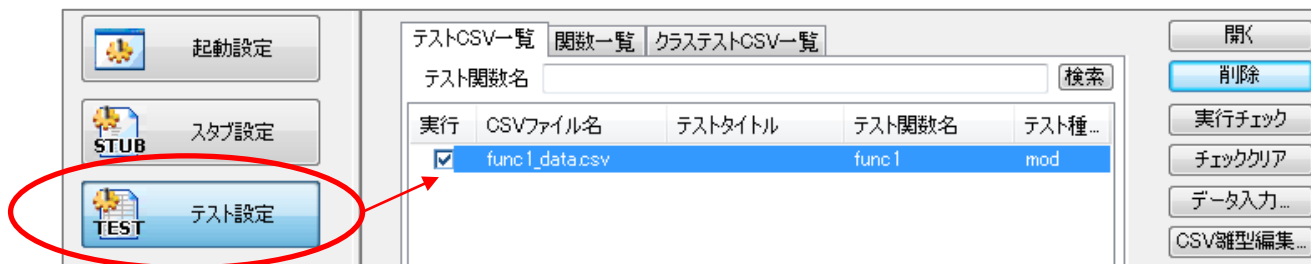 起動設定
STUB
スタブ設定
TEST
テスト設定
テストCSV一覧 関数一覧 クラステストCSV一覧
テスト関数名 検索
実行 CSVファイル名 テストタイトル テスト関数名 テスト種...
func1_data.csv func1 mod
開く
削除
実行チェック
チェッククリア
データ入力...
CSV雛型編集...